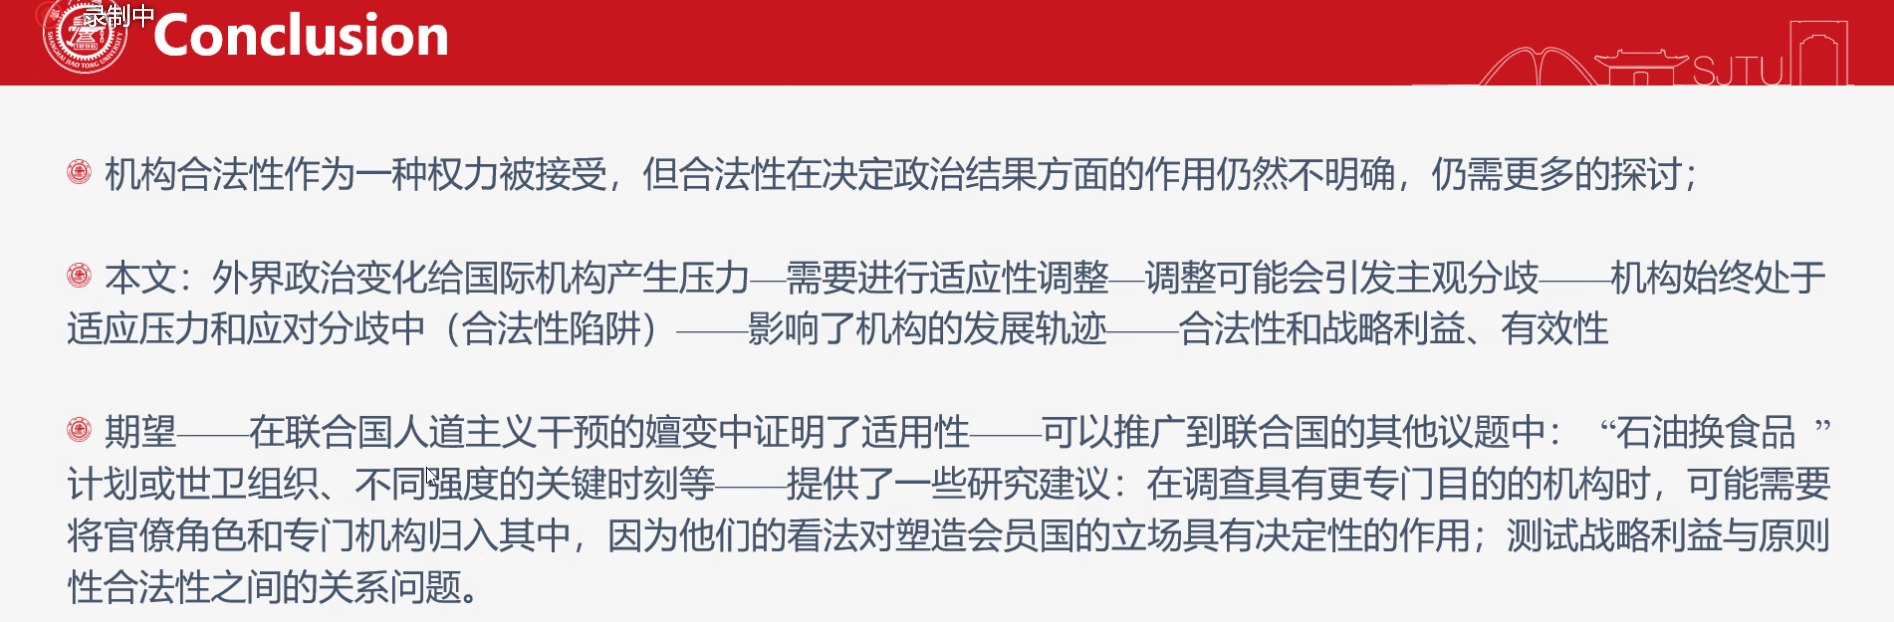 录制中
Conclusion
SJTU
SHANGHAI JIAO TONG UNIVERSITY
机构合法性作为一种权力被接受，但合法性在决定政治结果方面的作用仍然不明确，仍需更多的探讨；
本文：外界政治变化给国际机构产生压力—需要进行适应性调整—调整可能会引发主观分歧——机构始终处于
适应压力和应对分歧中（合法性陷阱）——影响了机构的发展轨迹——合法性和战略利益、有效性
期望——在联合国人道主义干预的嬗变中证明了适用性——可以推广到联合国的其他议题中： “石油换食品 ”
计划或世卫组织、不同强度的关键时刻等——提供了一些研究建议：在调查具有更专门目的的机构时，可能需要
将官僚角色和专门机构归入其中，因为他们的看法对塑造会员国的立场具有决定性的作用；测试战略利益与原则
性合法性之间的关系问题。